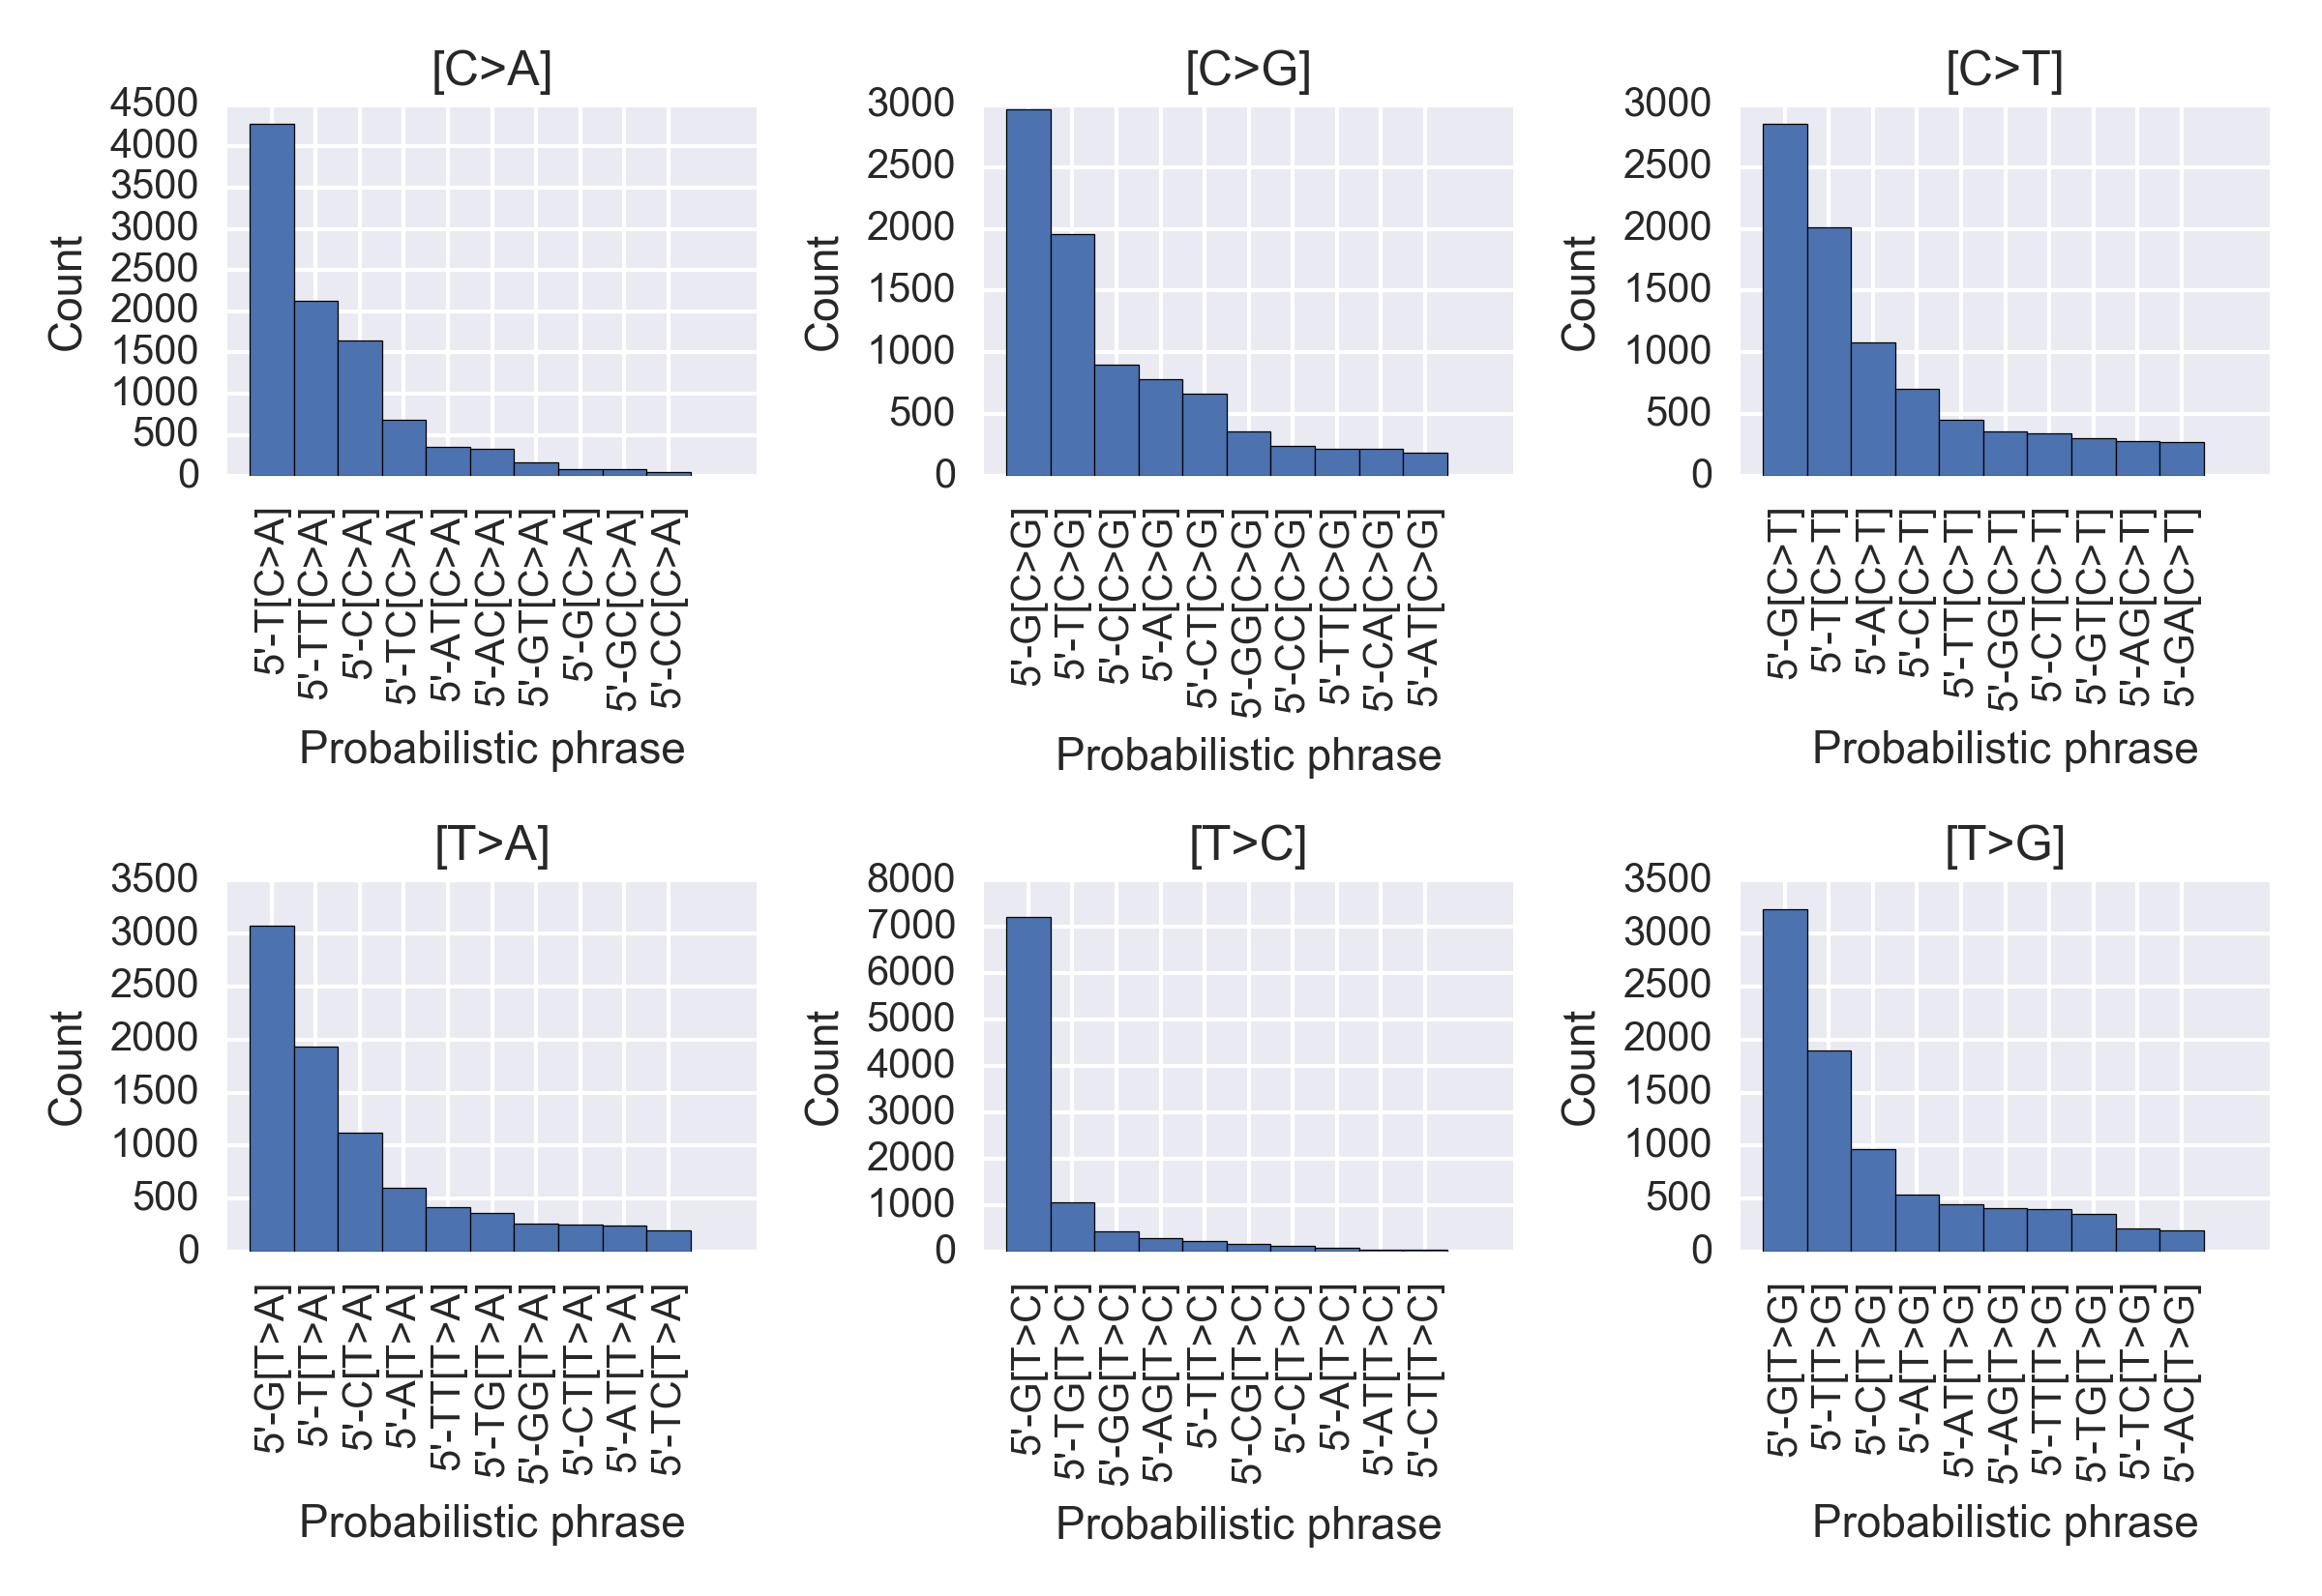 [C>A]
4500
4000
3500
3000
2500
2000
1500
1000
500
0
Count
5'-T[C>A]
5'-TT[C>A]
5'-C[C>A]
5'-TC[C>A]
5'-AT[C>A]
5'-AC[C>A]
5'-GT[C>A]
5'-G[C>A]
5'-GC[C>A]
5'-CC[C>A]
Probabilistic phrase
[C>G]
3000
2500
2000
1500
1000
500
0
Count
5'-G[C>G]
5'-T[C>G]
5'-C[C>G]
5'-A[C>G]
5'-CT[C>G]
5'-GG[C>G]
5'-CC[C>G]
5'-TT[C>G]
5'-CA[C>G]
5'-AT[C>G]
Probabilistic phrase
[C>T]
3000
2500
2000
1500
1000
500
0
Count
5'-G[C>T]
5'-T[C>T]
5'-A[C>T]
5'-C[C>T]
5'-TT[C>T]
5'-GG[C>T]
5'-CT[C>T]
5'-GT[C>T]
5'-AG[C>T]
5'-GA[C>T]
Probabilistic phrase
[T>A]
3500
3000
2500
2000
1500
1000
500
0
Count
5'-G[T>A]
5'-T[T>A]
5'-C[T>A]
5'-A[T>A]
5'-TT[T>A]
5'-TG[T>A]
5'-GG[T>A]
5'-CT[T>A]
5'-AT[T>A]
5'-TC[T>A]
Probabilistic phrase
[T>C]
8000
7000
6000
5000
4000
3000
2000
1000
0
Count
5'-G[T>C]
5'-TG[T>C]
5'-GG[T>C]
5'-AG[T>C]
5'-T[T>C]
5'-CG[T>C]
5'-C[T>C]
5'-A[T>C]
5'-AT[T>C]
5'-CT[T>C]
Probabilistic phrase
[T>G]
3500
3000
2500
2000
1500
1000
500
0
Count
5'-G[T>G]
5'-T[T>G]
5'-C[T>G]
5'-A[T>G]
5'-AT[T>G]
5'-AG[T>G]
5'-TT[T>G]
5'-TG[T>G]
5'-TC[T>G]
5'-AC[T>G]
Probabilistic phrase